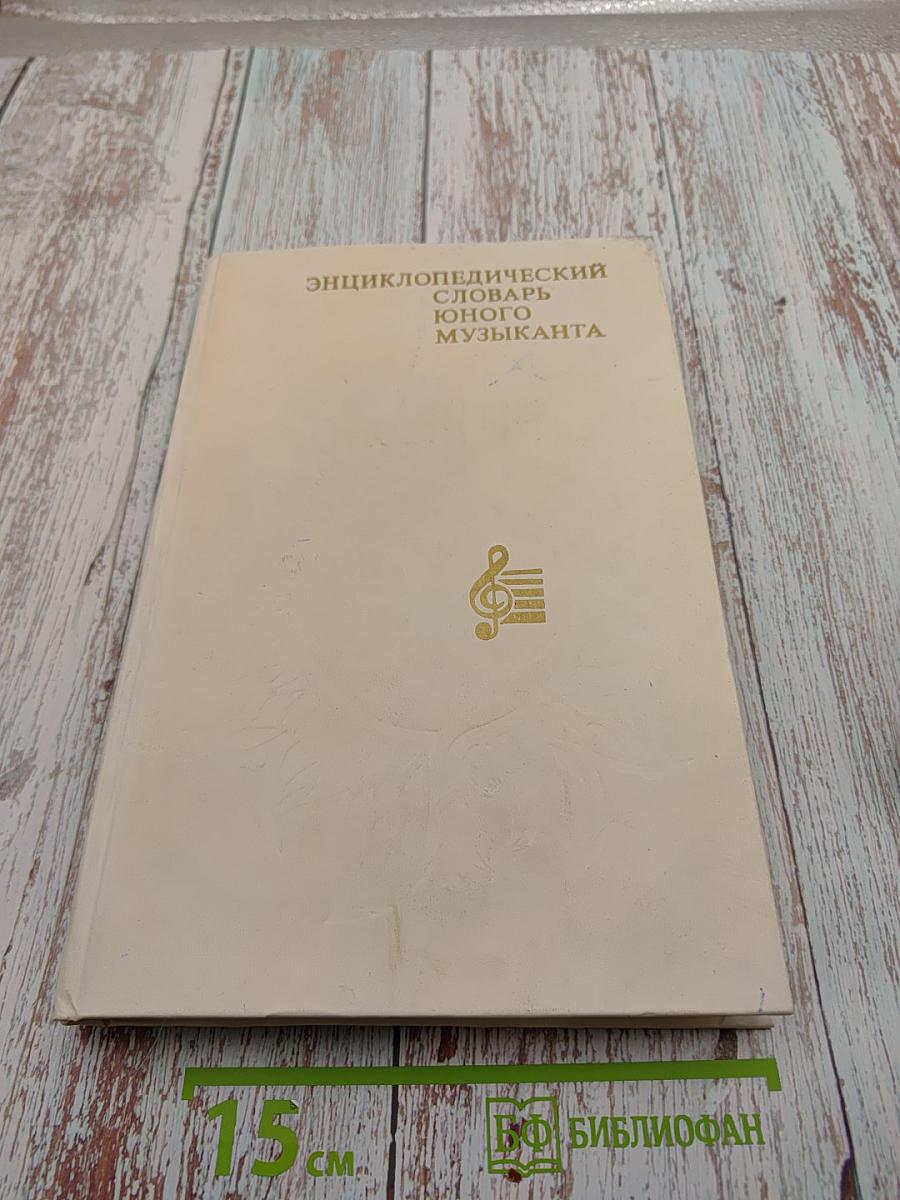 ЭНЦИКЛОПЕДИЧЕСКИЙ
СЛОВАРЬ
ЮНОГО
МУЗЫКАНТА
15 см
БФ БИБЛИОФАН